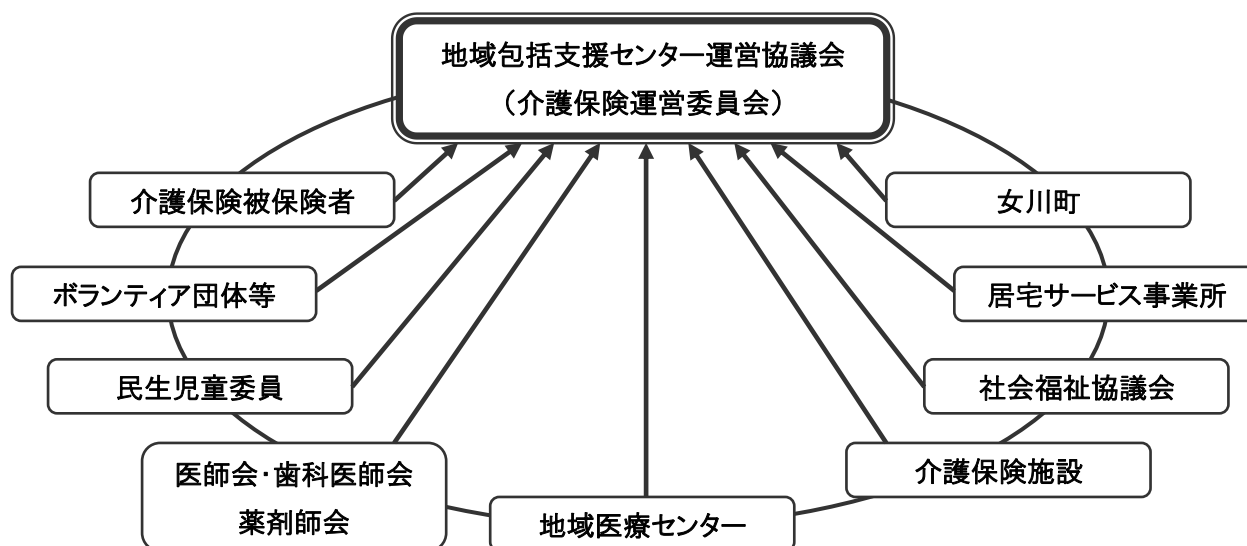 地域包括支援センター運営協議会
（介護保険運営委員会）
介護保険被保険者
女川町
ボランティア団体等
居宅サービス事業所
民生児童委員
社会福祉協議会
医師会・歯科医師会
薬剤師会
介護保険施設
地域医療センター